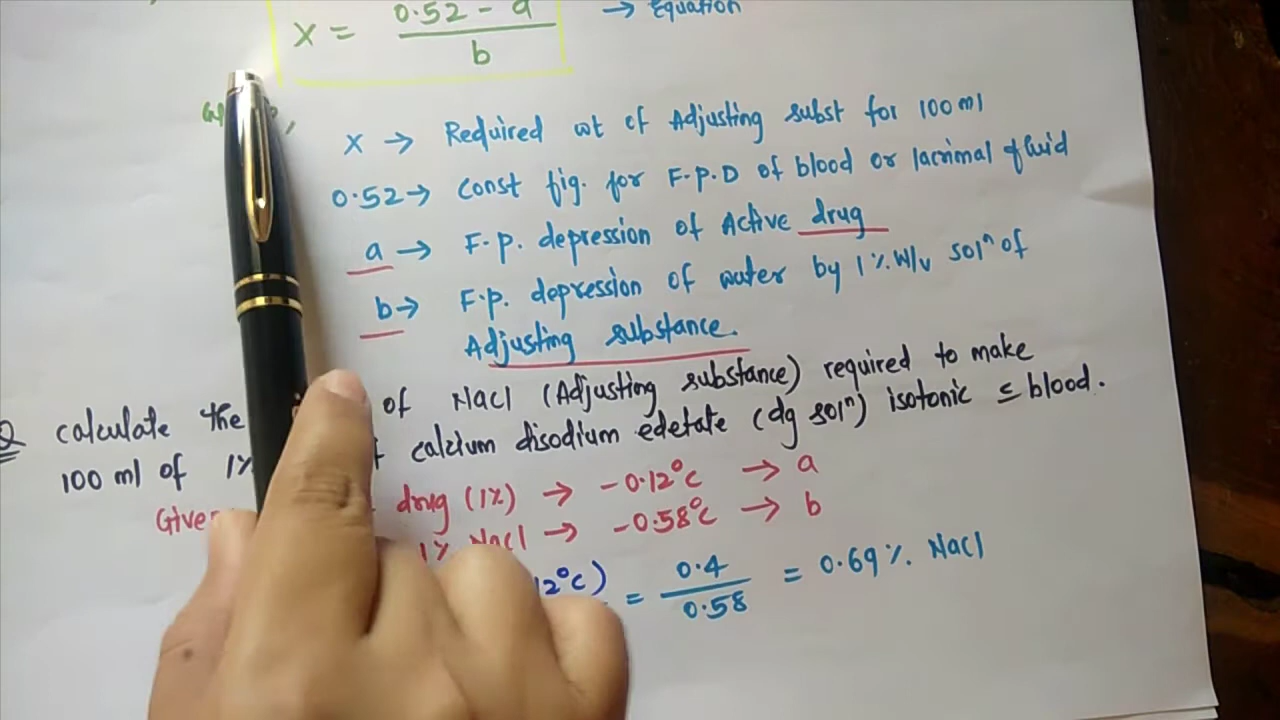 x = 0.52 - a / b → Equation
x → Required wt of Adjusting subst for 100 ml
0.52 → Const fig. for F.P.D of blood or lacrimal fluid
a → F.p. depression of Active drug
b → F.p. depression of water by 1% W/v solⁿ of
Adjusting substance.
Q calculate the of NaCl (Adjusting substance) required to make
100 ml of 1% calcium disodium edetate (dg solⁿ) isotonic c̄ blood.
Given drug (1%) → -0.12°c → a
1% NaCl → -0.58°c → b
12°c) = 0.4 / 0.58 = 0.69% NaCl